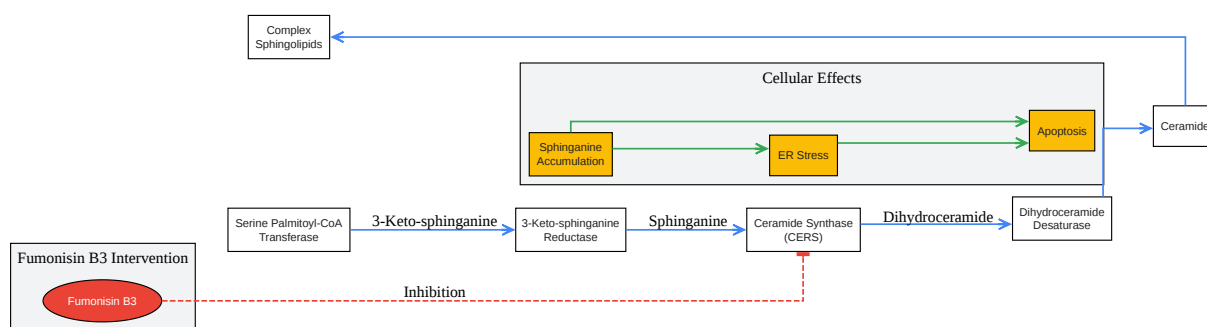 Complex
Sphingolipids
Cellular Effects
Sphinganine
Accumulation
ER Stress
Apoptosis
Ceramide
Serine Palmitoyl-CoA
Transferase
3-Keto-sphinganine
3-Keto-sphinganine
Reductase
Sphinganine
Ceramide Synthase
(CERS)
Dihydroceramide
Dihydroceramide
Desaturase
Fumonisin B3 Intervention
Fumonisin B3
Inhibition